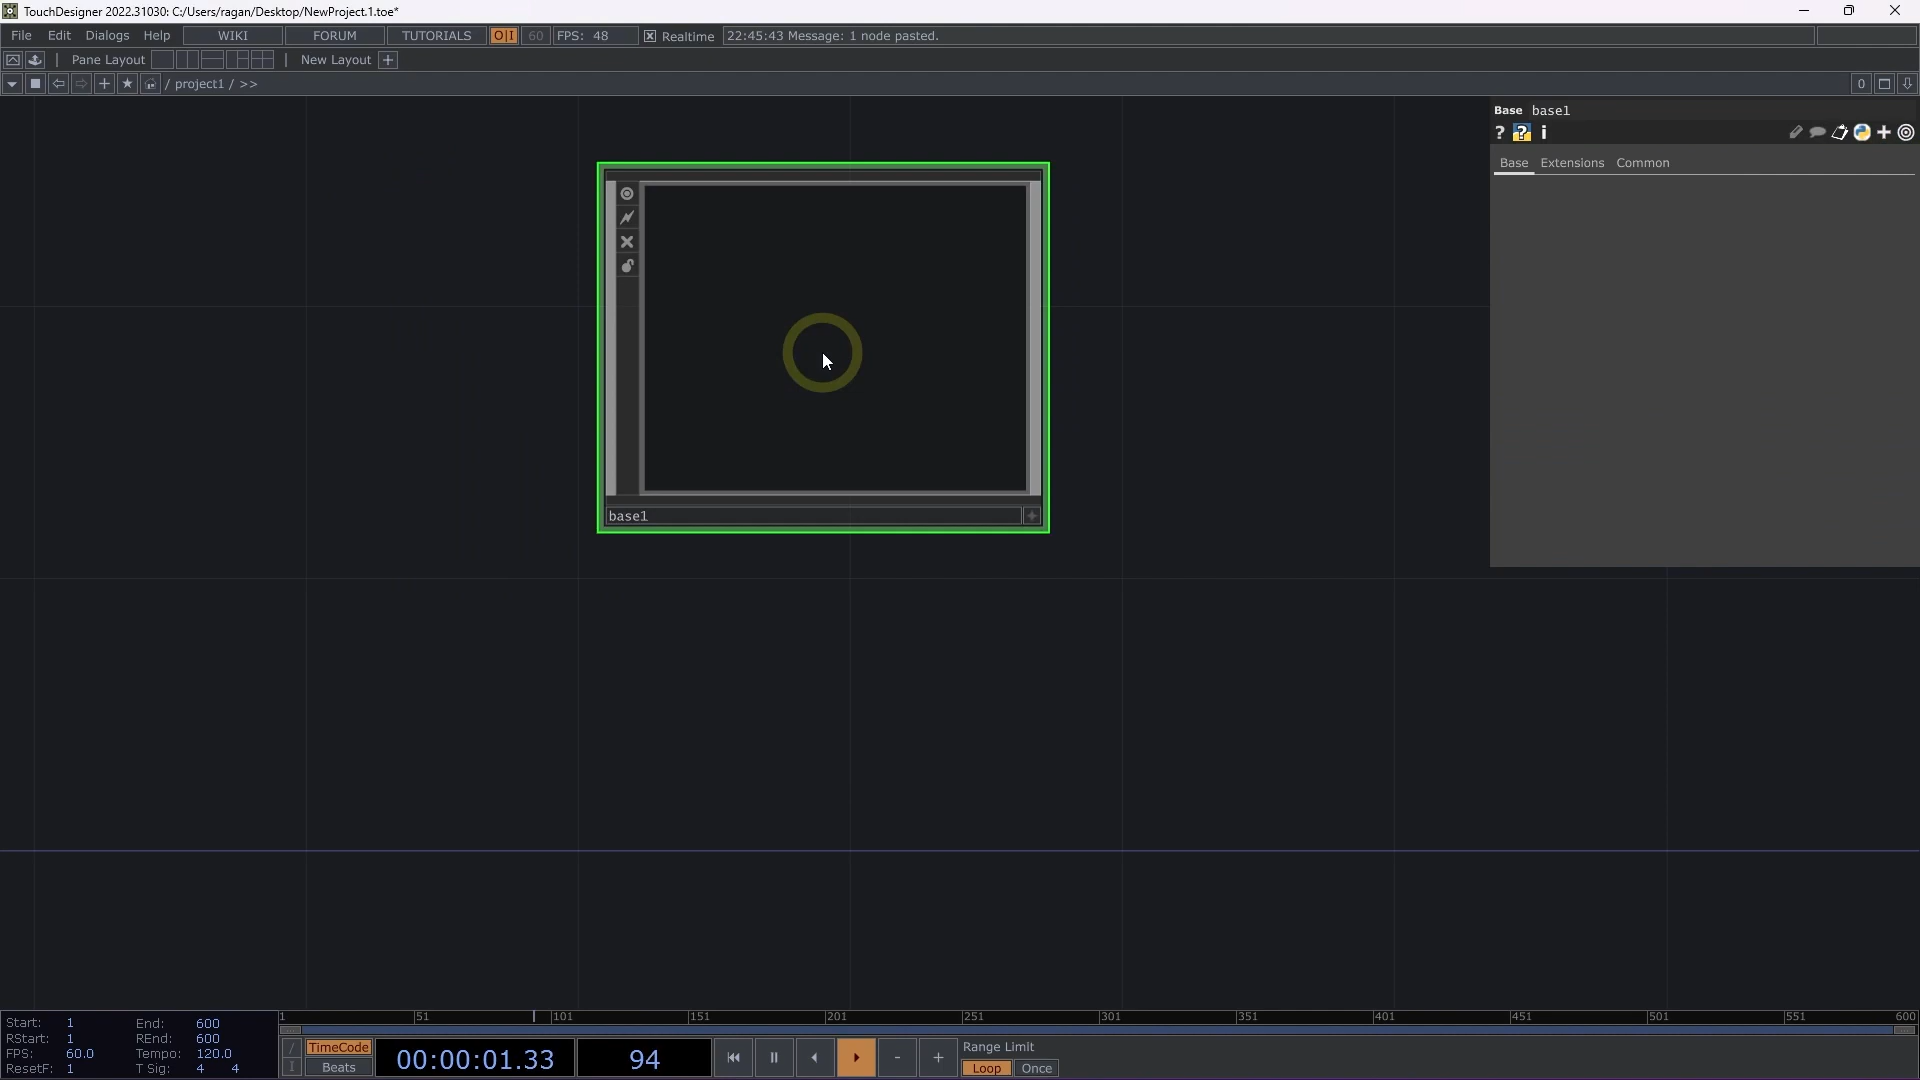 TouchDesigner 2022.31030: C:/Users/ragan/Desktop/NewProject.1.toe*
File Edit Dialogs Help WIKI FORUM TUTORIALS O|I 60 FPS: 48 Realtime 22:45:43 Message: 1 node pasted.
Pane Layout New Layout +
/ project1 / >> 0
Base base1
? ? i
Base Extensions Common
base1
Start: 1 End: 600
RStart: 1 REnd: 600
FPS: 60.0 Tempo: 120.0
ResetF: 1 T Sig: 4 4
1 51 101 151 201 251 301 351 401 451 501 551 600
TimeCode
Beats
00:00:01.33 94 - +
Range Limit
Loop Once